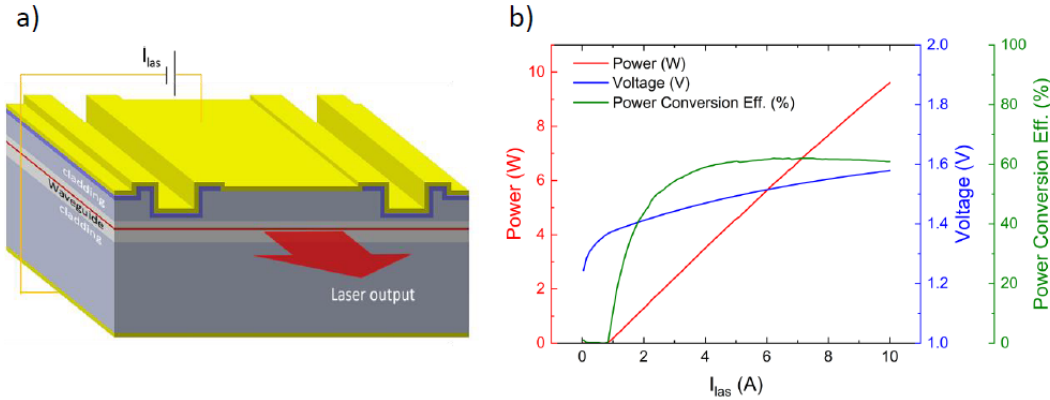 a)
I_las
cladding
Waveguide
cladding
Laser output
b)
Power (W)
Voltage (V)
Power Conversion Eff. (%)
Power (W)
10
8
6
4
2
0
0 2 4 6 8 10
I_las (A)
2.0
1.8
1.6
1.4
1.2
1.0
Voltage (V)
100
80
60
40
20
0
Power Conversion Eff. (%)